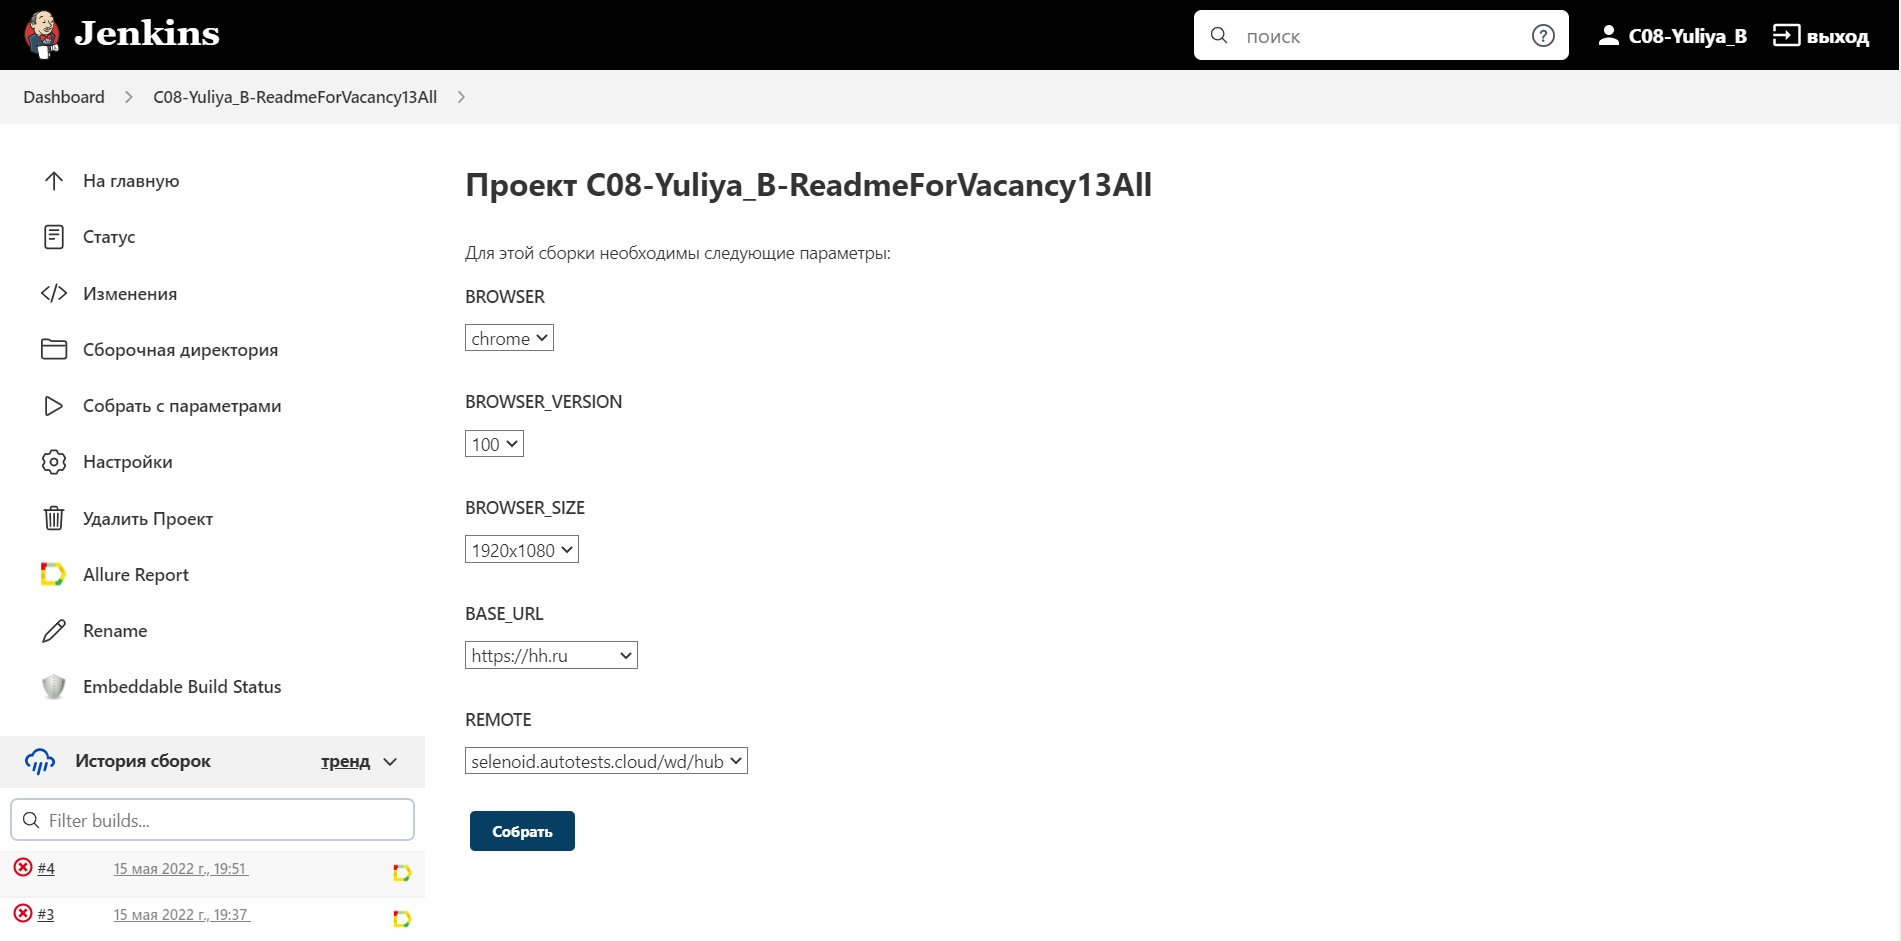 Jenkins
поиск
C08-Yuliya_B
выход
Dashboard
C08-Yuliya_B-ReadmeForVacancy13All
На главную
Статус
Изменения
Сборочная директория
Собрать с параметрами
Настройки
Удалить Проект
Allure Report
Rename
Embeddable Build Status
История сборок
тренд
Filter builds...
#4
15 мая 2022 г., 19:51
#3
15 мая 2022 г., 19:37
Проект C08-Yuliya_B-ReadmeForVacancy13All
Для этой сборки необходимы следующие параметры:
BROWSER
chrome
BROWSER_VERSION
100
BROWSER_SIZE
1920x1080
BASE_URL
https://hh.ru
REMOTE
selenoid.autotests.cloud/wd/hub
Собрать